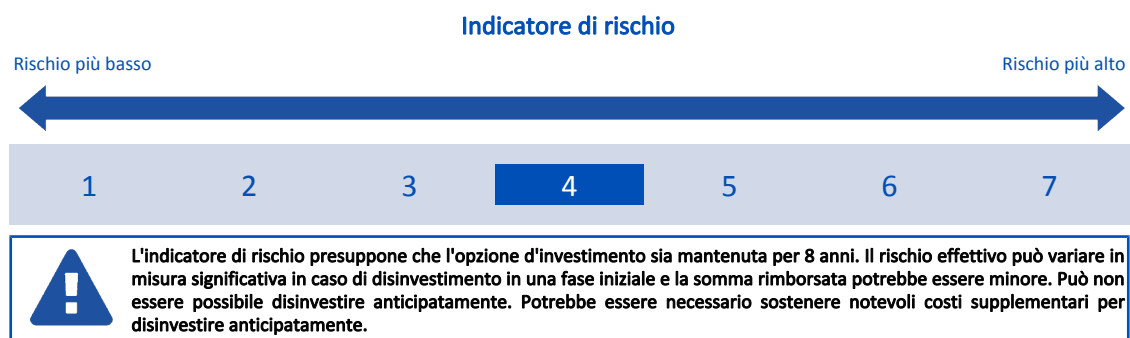 Indicatore di rischio
Rischio più basso
Rischio più alto
1 2 3 4 5 6 7
L'indicatore di rischio presuppone che l'opzione d'investimento sia mantenuta per 8 anni. Il rischio effettivo può variare in
misura significativa in caso di disinvestimento in una fase iniziale e la somma rimborsata potrebbe essere minore. Può non
essere possibile disinvestire anticipatamente. Potrebbe essere necessario sostenere notevoli costi supplementari per
disinvestire anticipatamente.